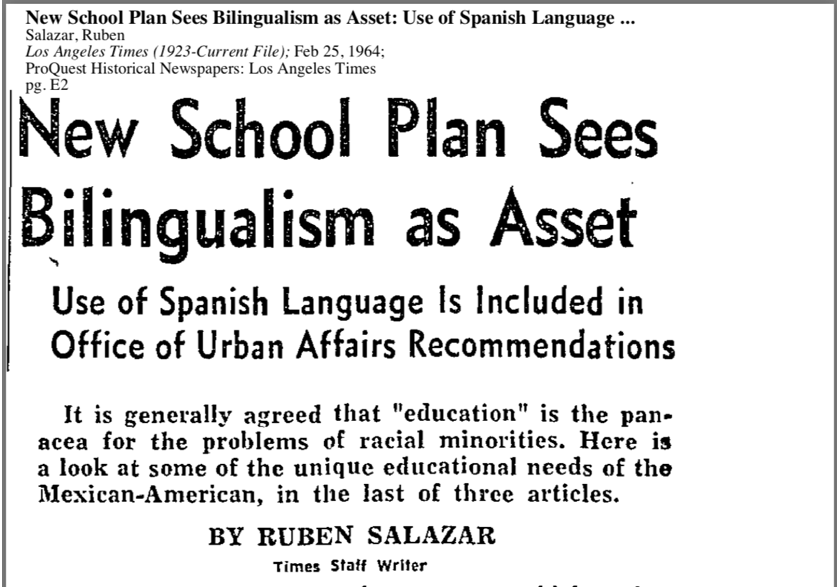 New School Plan Sees Bilingualism as Asset: Use of Spanish Language ...
Salazar, Ruben
Los Angeles Times (1923-Current File); Feb 25, 1964;
ProQuest Historical Newspapers: Los Angeles Times
pg. E2
New School Plan Sees
Bilingualism as Asset
Use of Spanish Language Is Included in
Office of Urban Affairs Recommendations
It is generally agreed that "education" is the pan-
acea for the problems of racial minorities. Here is
a look at some of the unique educational needs of the
Mexican-American, in the last of three articles.
BY RUBEN SALAZAR
Times Staff Writer